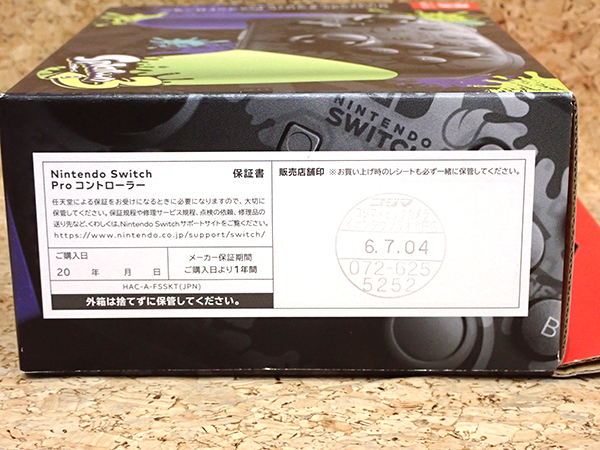 NINTENDO
SWITCH
Nintendo Switch
Pro コントローラー
保証書
任天堂による保証をお受けになるときに必要になりますので、大切に
保管してください。保証規程や修理サービス規程、点検の依頼、修理品の
送り先など、くわしくは、Nintendo Switchサポートサイトをご覧ください。
https://www.nintendo.co.jp/support/switch/
ご購入日
20 年 月 日
メーカー保証期間
ご購入日より1年間
HAC-A-FSSKT(JPN)
外箱は捨てずに保管してください。
販売店舗印 ※お買い上げ時のレシートも必ず一緒に保管してください。
コジマ
6.7.04
072-625
5252
B